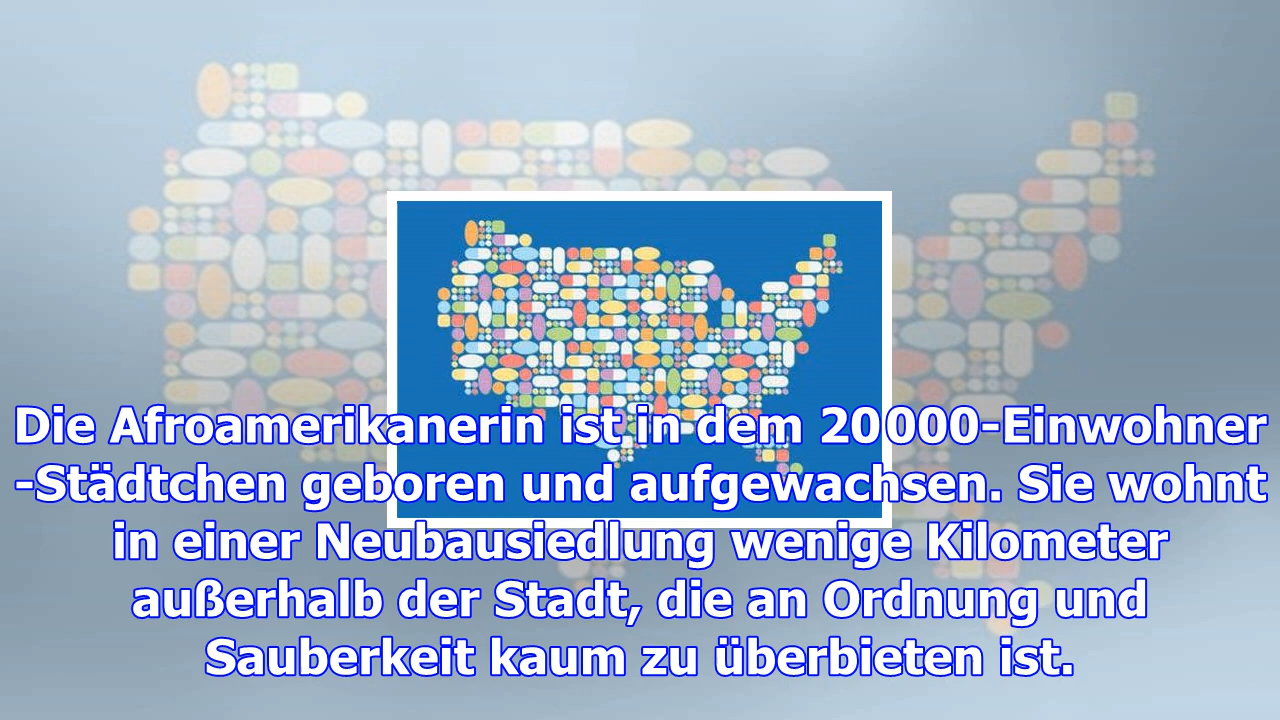 Die Afroamerikanerin ist in dem 20000-Einwohner
-Städtchen geboren und aufgewachsen. Sie wohnt
in einer Neubausiedlung wenige Kilometer
außerhalb der Stadt, die an Ordnung und
Sauberkeit kaum zu überbieten ist.